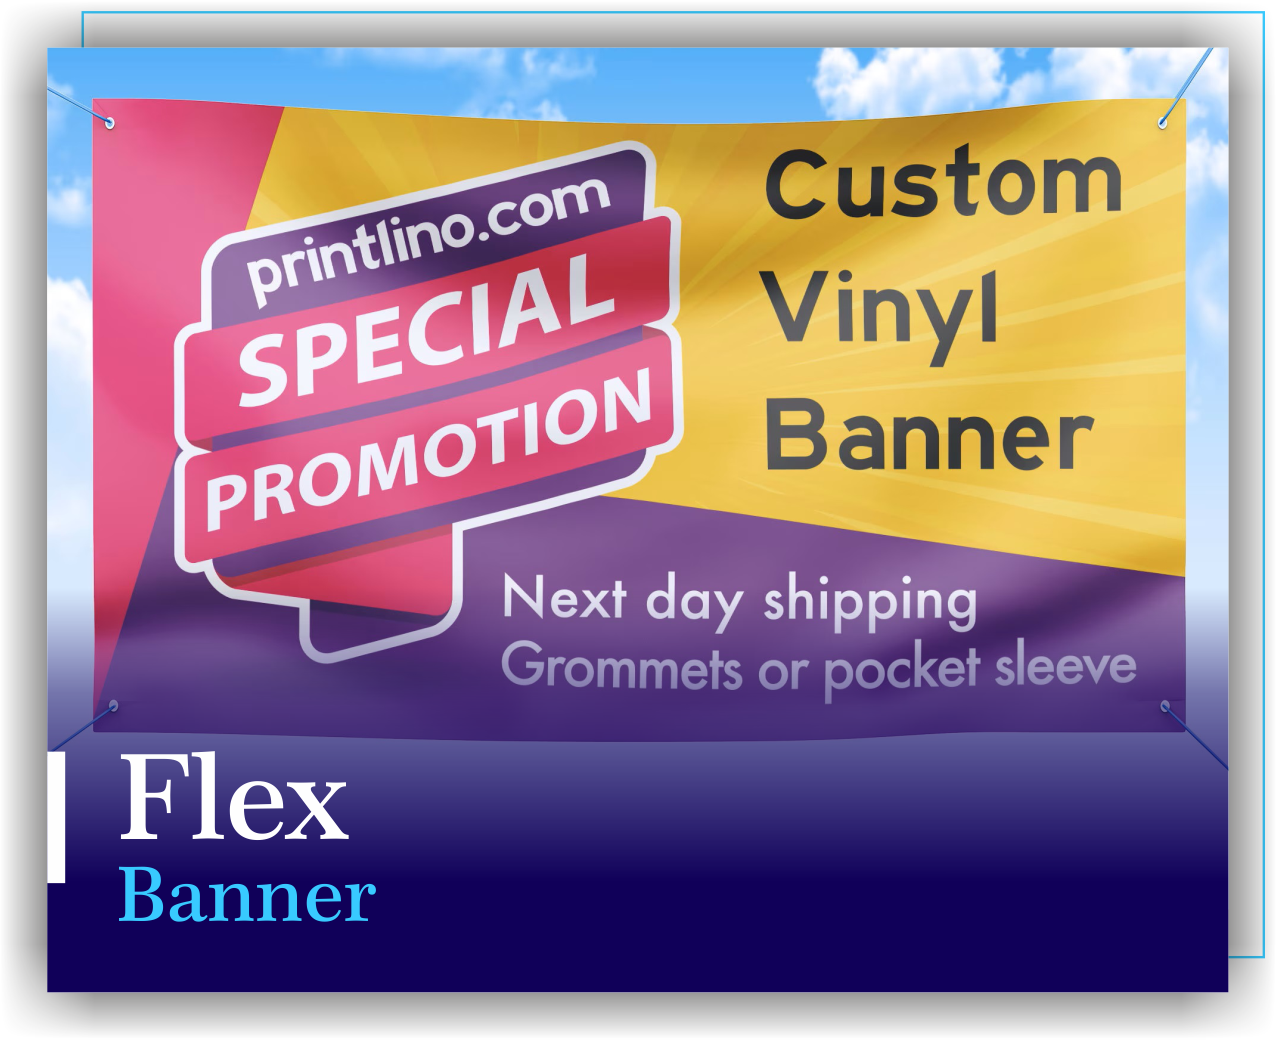 printlino.com
SPECIAL
PROMOTION
Custom
Vinyl
Banner
Next day shipping
Grommets or pocket sleeve
Flex
Banner